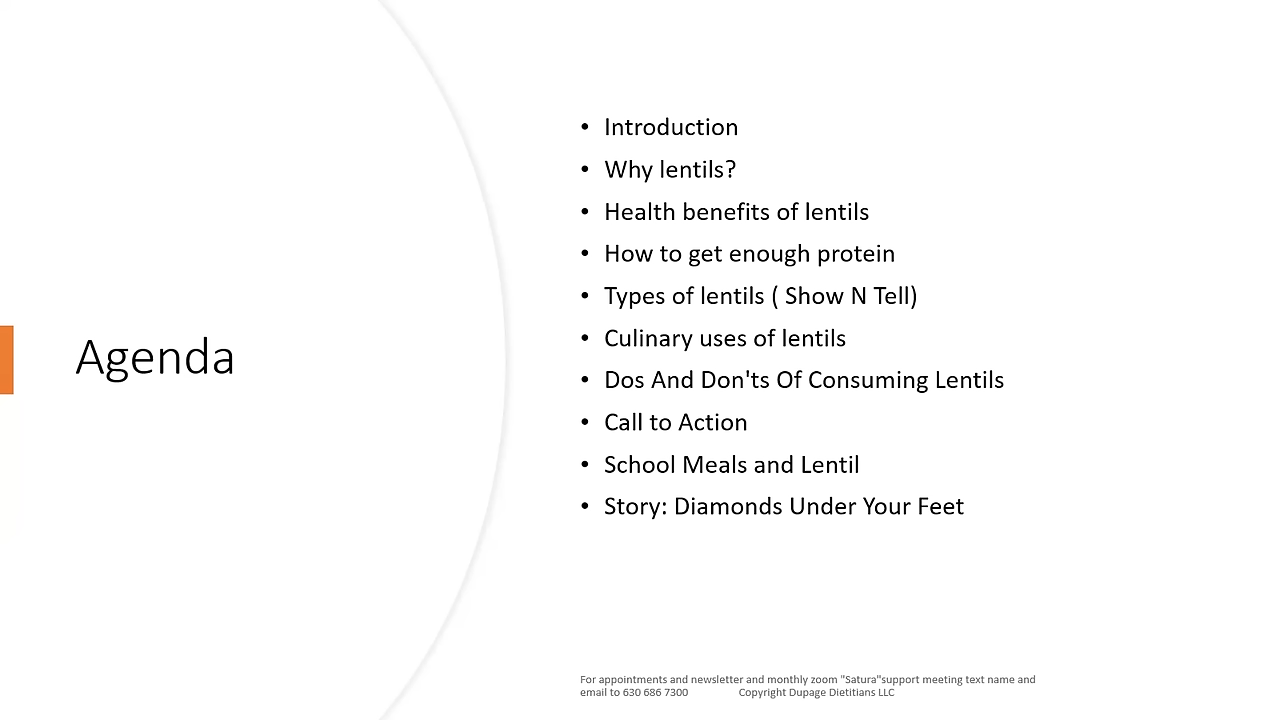 Agenda
• Introduction
• Why lentils?
• Health benefits of lentils
• How to get enough protein
• Types of lentils ( Show N Tell)
• Culinary uses of lentils
• Dos And Don'ts Of Consuming Lentils
• Call to Action
• School Meals and Lentil
• Story: Diamonds Under Your Feet
For appointments and newsletter and monthly zoom "Satura"support meeting text name and
email to 630 686 7300 Copyright Dupage Dietitians LLC